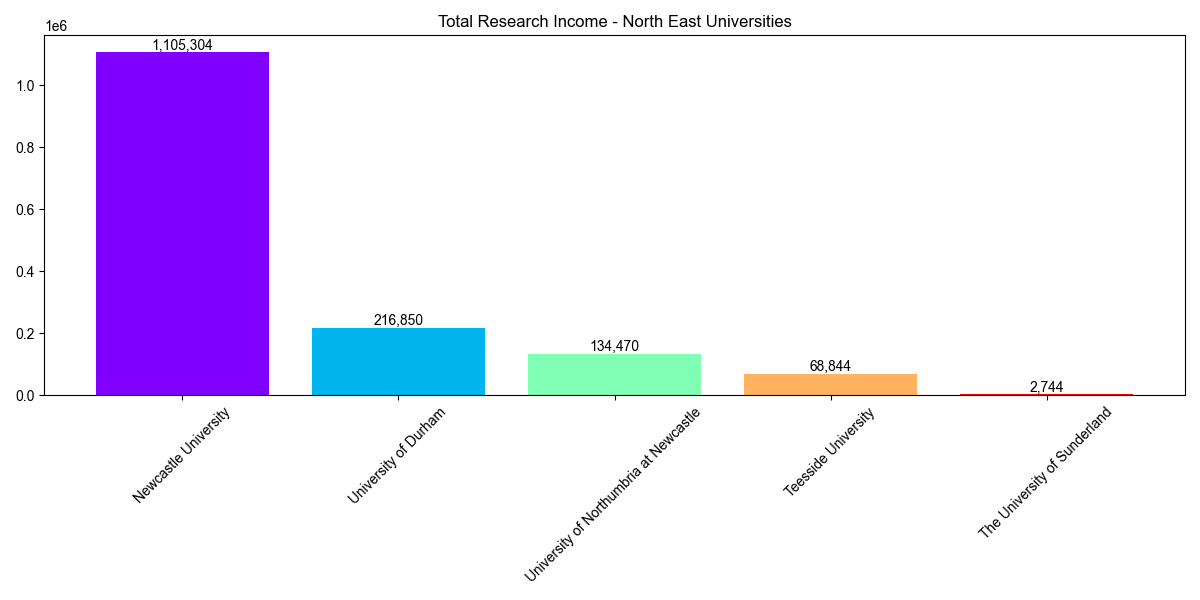 Total Research Income - North East Universities
1e6
1,105,304
1.0
0.8
0.6
0.4
216,850
0.2
134,470
68,844
2,744
0.0
Newcastle University
University of Durham
University of Northumbria at Newcastle
Teesside University
The University of Sunderland